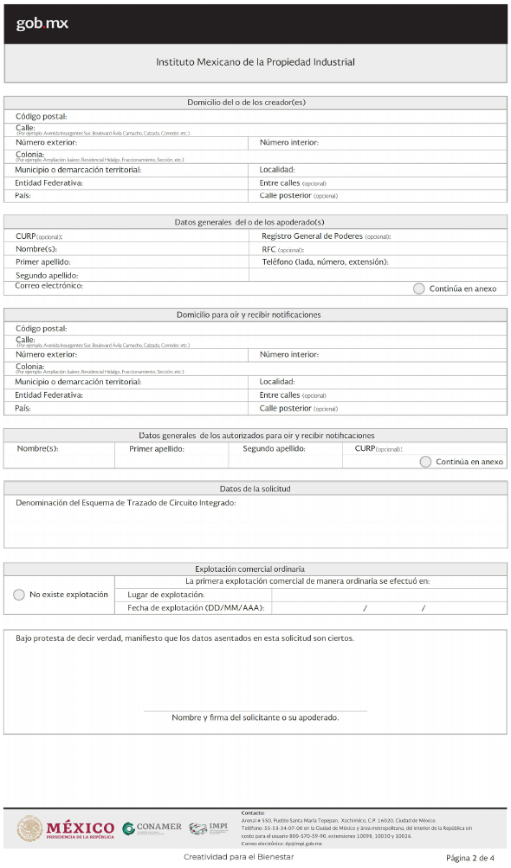 gob.mx
Instituto Mexicano de la Propiedad Industrial
Domicilio del o de los creador(es)
Código postal:
Calle:
(Por ejemplo: Avenida Insurgentes Sur, Boulevard Ávila Camacho, Calzada, Corredor, etc.)
Número exterior: Número interior:
Colonia:
(Por ejemplo: Ampliación Juárez, Residencial Hidalgo, Fraccionamiento, Sección, etc.)
Municipio o demarcación territorial: Localidad:
Entidad Federativa: Entre calles (opcional)
País: Calle posterior (opcional)
Datos generales del o de los apoderado(s)
CURP(opcional): Registro General de Poderes (opcional):
Nombre(s): RFC (opcional):
Primer apellido: Teléfono (lada, número, extensión):
Segundo apellido:
Correo electrónico: Continúa en anexo
Domicilio para oír y recibir notificaciones
Código postal:
Calle:
(Por ejemplo: Avenida Insurgentes Sur, Boulevard Ávila Camacho, Calzada, Corredor, etc.)
Número exterior: Número interior:
Colonia:
(Por ejemplo: Ampliación Juárez, Residencial Hidalgo, Fraccionamiento, Sección, etc.)
Municipio o demarcación territorial: Localidad:
Entidad Federativa: Entre calles (opcional)
País: Calle posterior (opcional)
Datos generales de los autorizados para oír y recibir notificaciones
Nombre(s): Primer apellido: Segundo apellido: CURP(opcional):
Continúa en anexo
Datos de la solicitud
Denominación del Esquema de Trazado de Circuito Integrado:
Explotación comercial ordinaria
La primera explotación comercial de manera ordinaria se efectuó en:
No existe explotación Lugar de explotación:
Fecha de explotación (DD/MM/AAA): / /
Bajo protesta de decir verdad, manifiesto que los datos asentados en esta solicitud son ciertos.
Nombre y firma del solicitante o su apoderado.
MÉXICO
PRESIDENCIA DE LA REPÚBLICA
CONAMER
IMPI
Contacto:
Arenal # 550, Pueblo Santa María Tepepan, Xochimilco, C.P. 16020, Ciudad de México.
Teléfono: 55-53-34-07-00 en la Ciudad de México y área metropolitana, del interior de la República sin
costo para el usuario 800-570-59-90, extensiones 10098, 10030 y 10026.
Correo electrónico: dp@impi.gob.mx
Creatividad para el Bienestar
Página 2 de 4